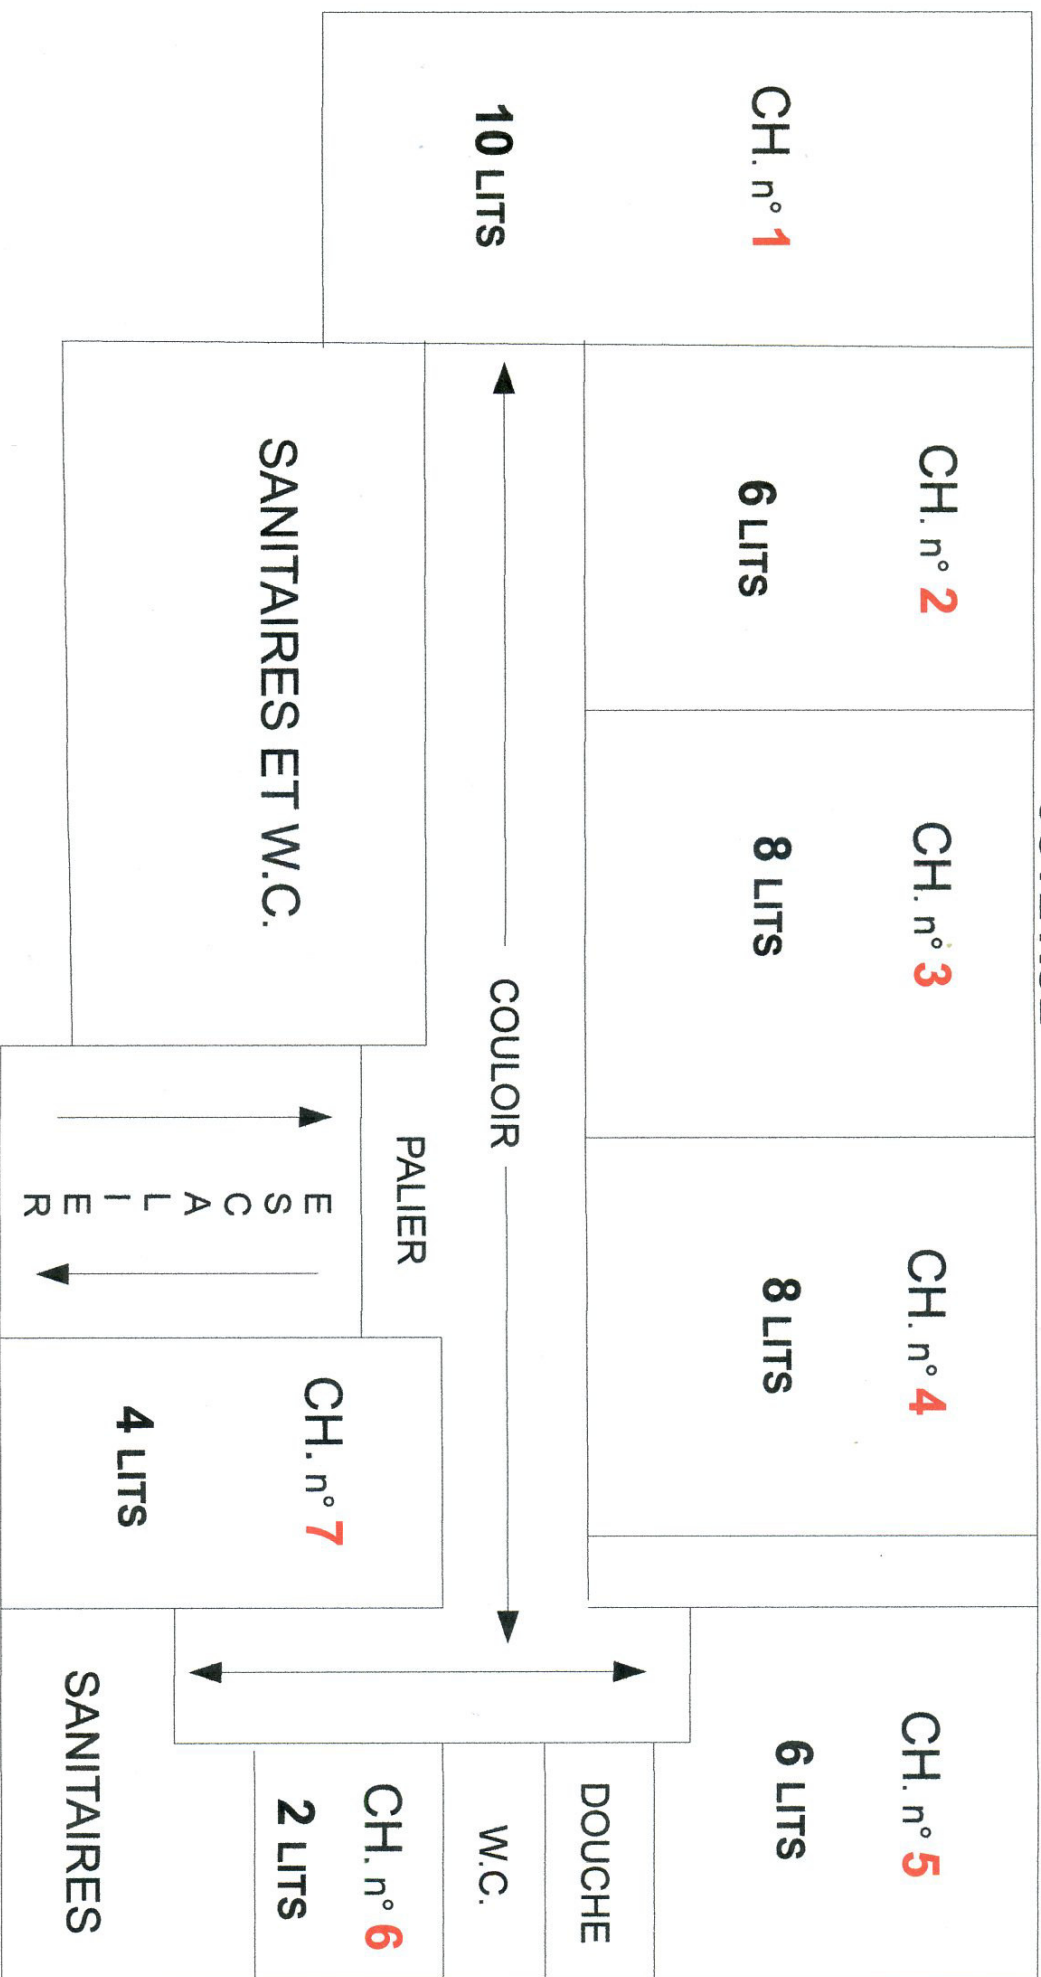 CH. n° 1
10 LITS
CH. n° 2
6 LITS
CH. n° 3
8 LITS
CH. n° 4
8 LITS
CH. n° 5
6 LITS
COULOIR
SANITAIRES ET W.C.
PALIER
ESCALIER
CH. n° 7
4 LITS
DOUCHE
W.C.
CH. n° 6
2 LITS
SANITAIRES